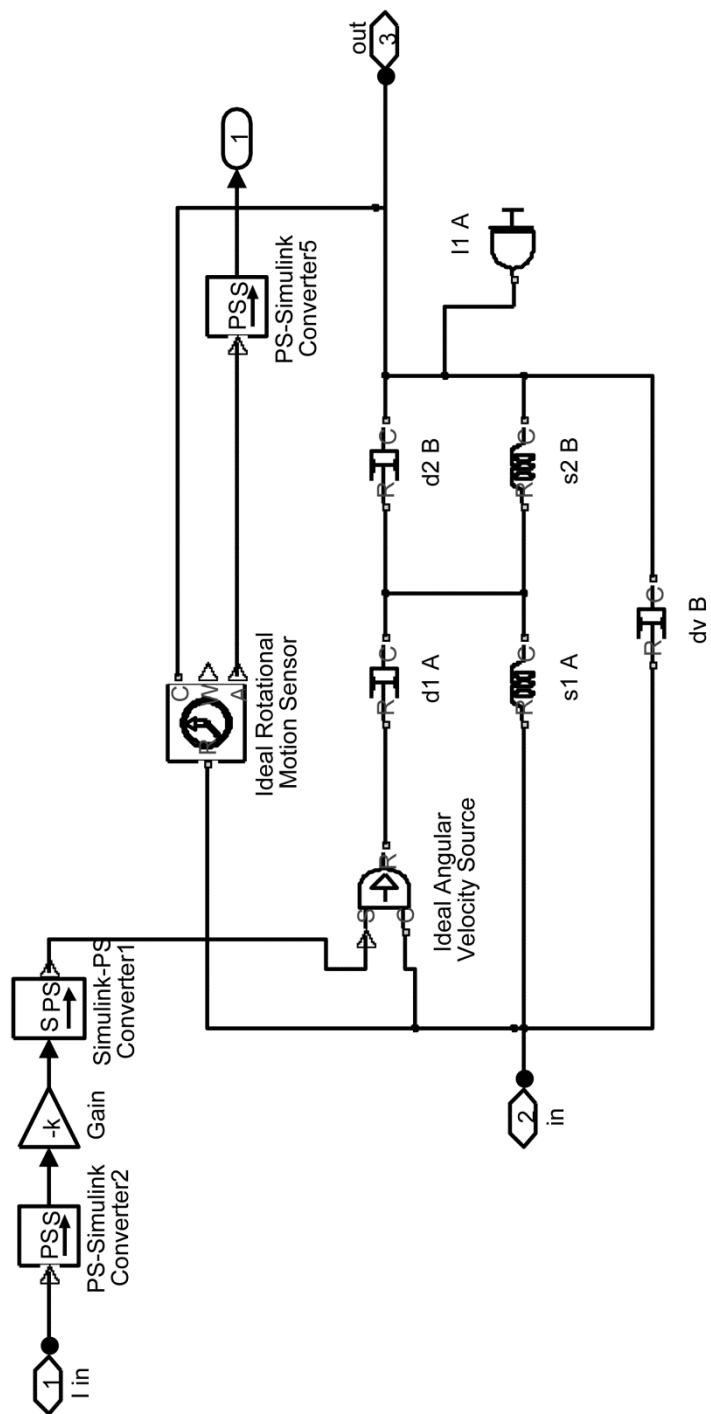 1
I in
PSS
PS-Simulink
Converter2
-k
Gain
S PS
Simulink-PS
Converter1
S
C
R
Ideal Angular
Velocity Source
R
C
W
A
Ideal Rotational
Motion Sensor
PSS
PS-Simulink
Converter5
1
out
3
2
in
R
C
d1 A
R
C
d2 B
R
C
s1 A
R
C
s2 B
R
C
dv B
I1 A